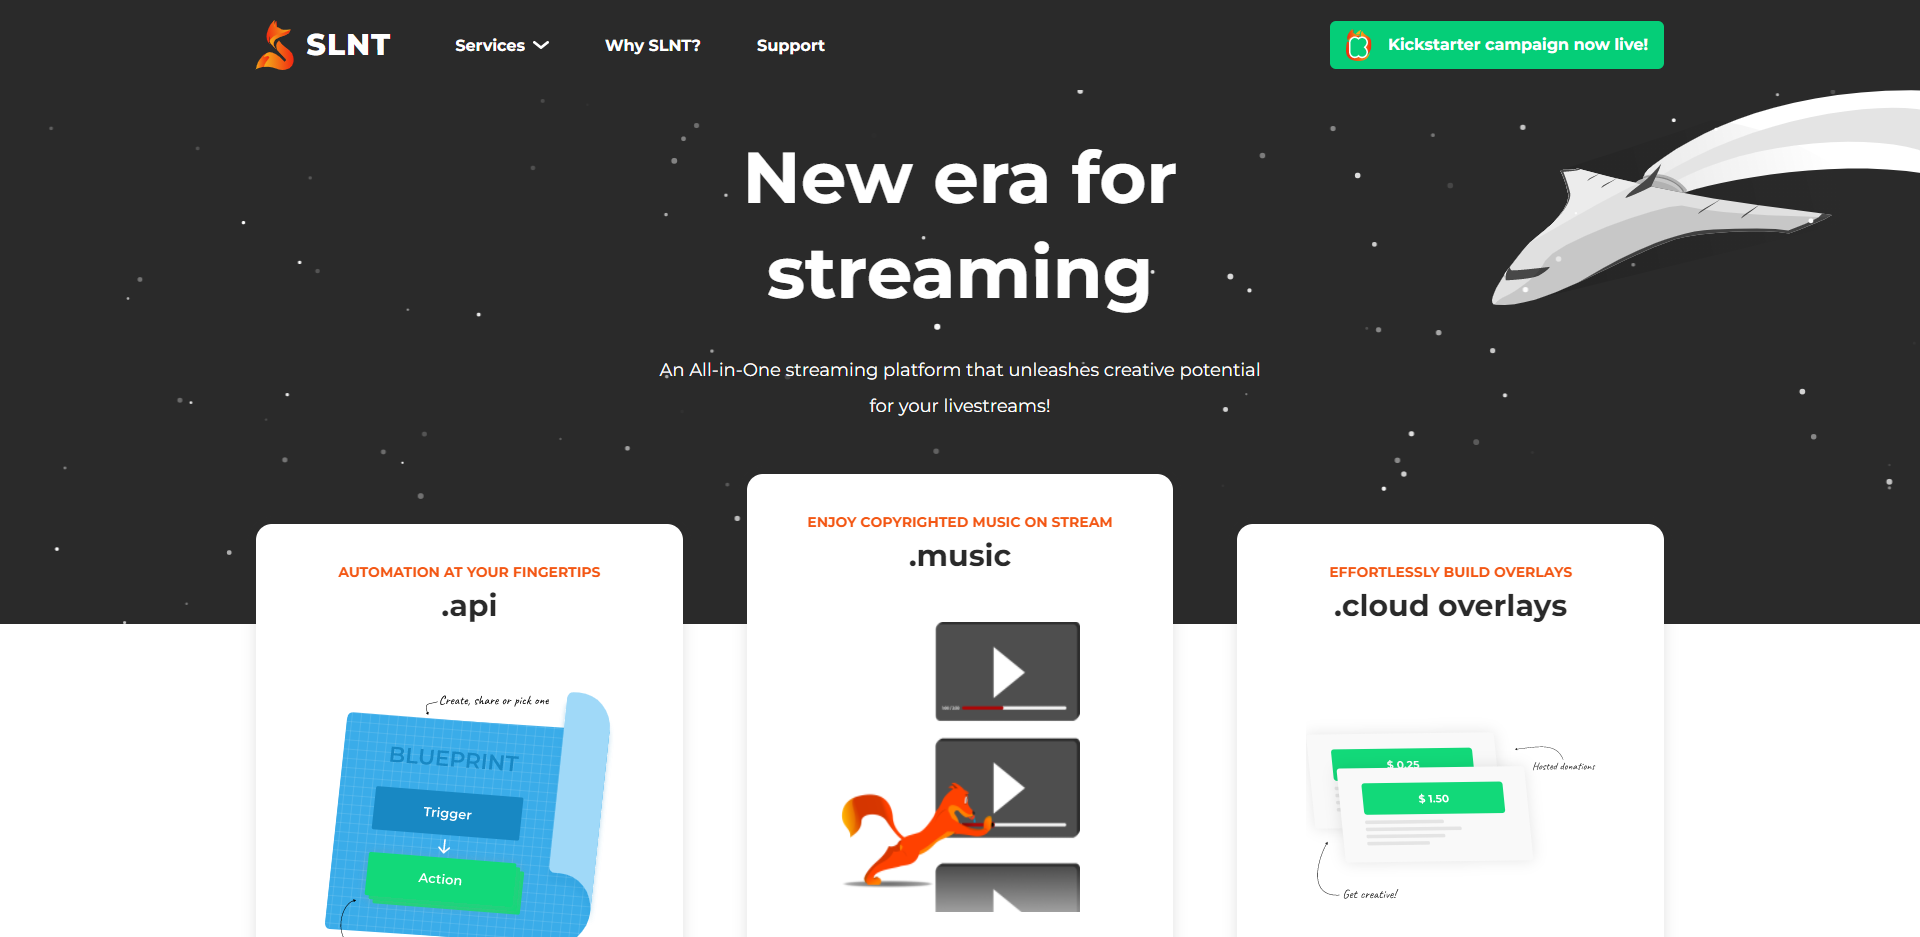 SLNT
Services
Why SLNT?
Support
Kickstarter campaign now live!
New era for
streaming
An All-in-One streaming platform that unleashes creative potential
for your livestreams!
AUTOMATION AT YOUR FINGERTIPS
.api
Create, share or pick one
BLUEPRINT
Trigger
Action
ENJOY COPYRIGHTED MUSIC ON STREAM
.music
EFFORTLESSLY BUILD OVERLAYS
.cloud overlays
$ 0.25
Hosted donations
$ 1.50
Get creative!